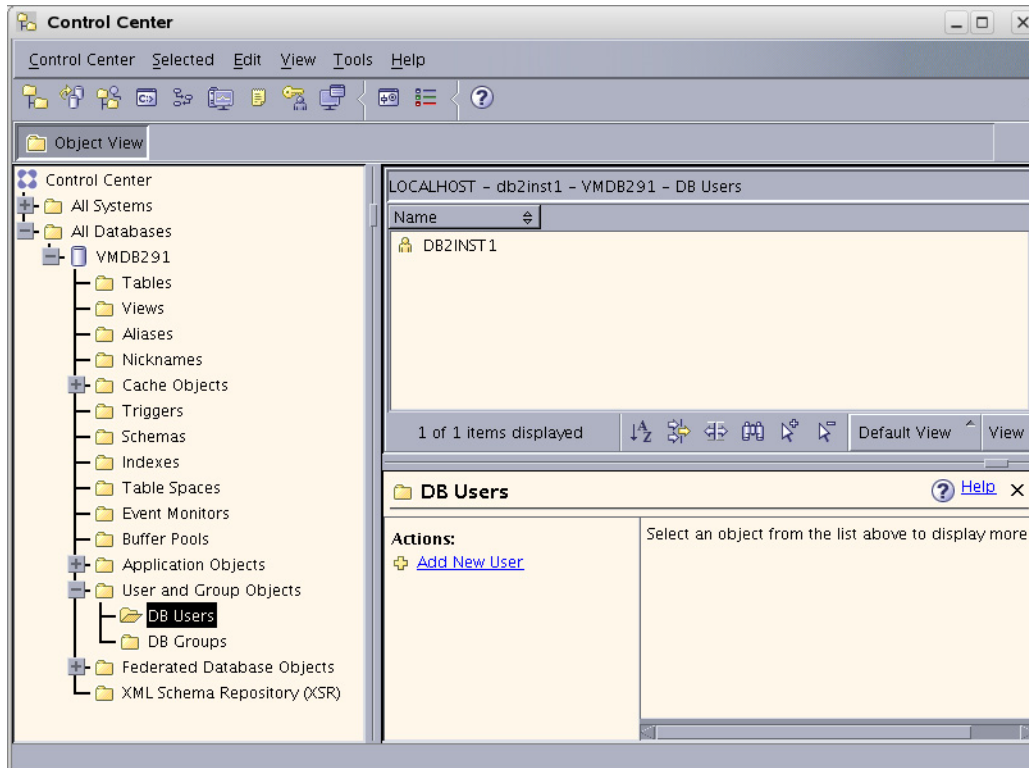 Control Center
Control Center Selected Edit View Tools Help
Object View
Control Center
All Systems
All Databases
VMDB291
Tables
Views
Aliases
Nicknames
Cache Objects
Triggers
Schemas
Indexes
Table Spaces
Event Monitors
Buffer Pools
Application Objects
User and Group Objects
DB Users
DB Groups
Federated Database Objects
XML Schema Repository (XSR)
LOCALHOST - db2inst1 - VMDB291 - DB Users
Name
DB2INST1
1 of 1 items displayed
Default View
View
DB Users
Help
Actions:
Add New User
Select an object from the list above to display more